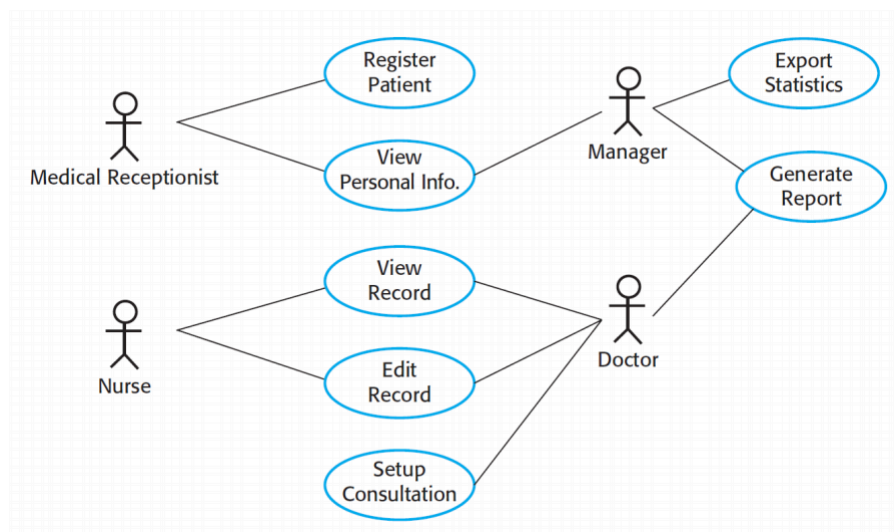 Register
Patient
Export
Statistics
Medical Receptionist
View
Personal Info.
Manager
Generate
Report
View
Record
Nurse
Edit
Record
Doctor
Setup
Consultation